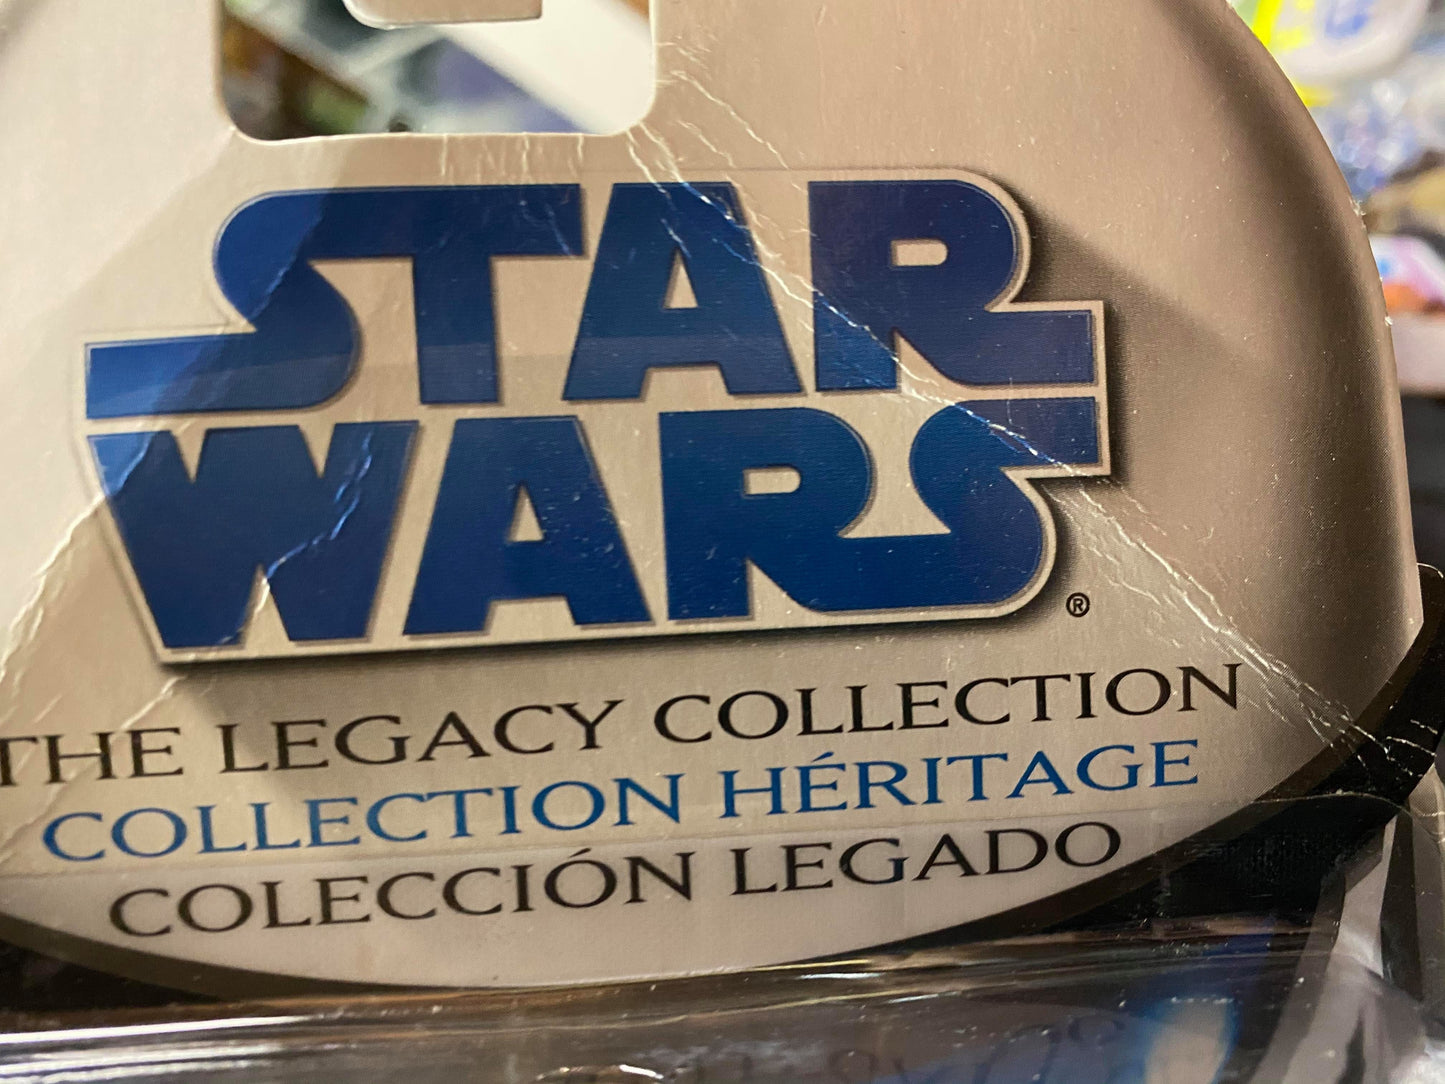 STAR
WARS®
THE LEGACY COLLECTION
COLLECTION HÉRITAGE
COLECCIÓN LEGADO